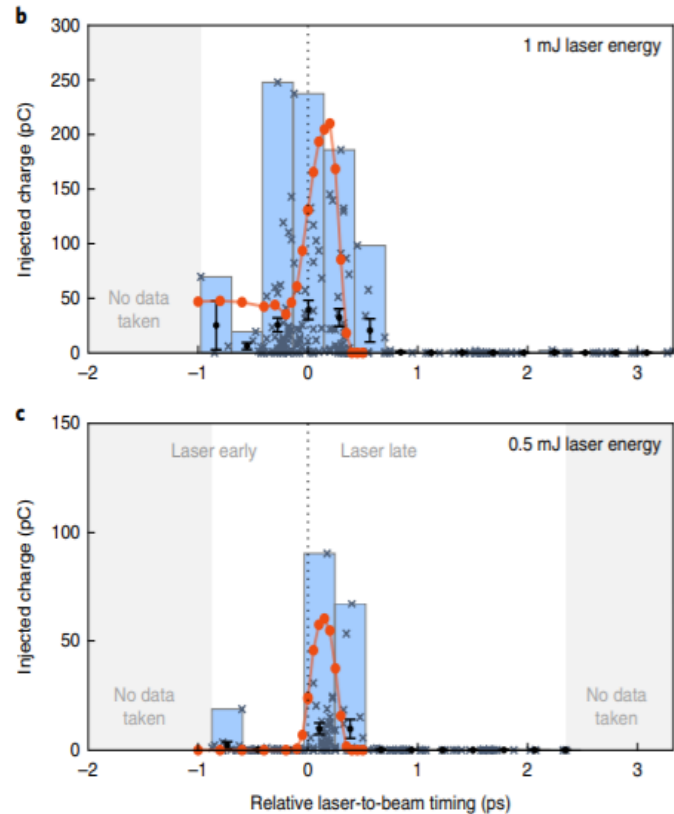 b
300
250
200
150
100
50
0
Injected charge (pC)
1 mJ laser energy
No data
taken
−2
−1
0
1
2
3
c
150
100
50
0
Injected charge (pC)
Laser early
Laser late
0.5 mJ laser energy
No data
taken
No data
taken
−2
−1
0
1
2
3
Relative laser-to-beam timing (ps)